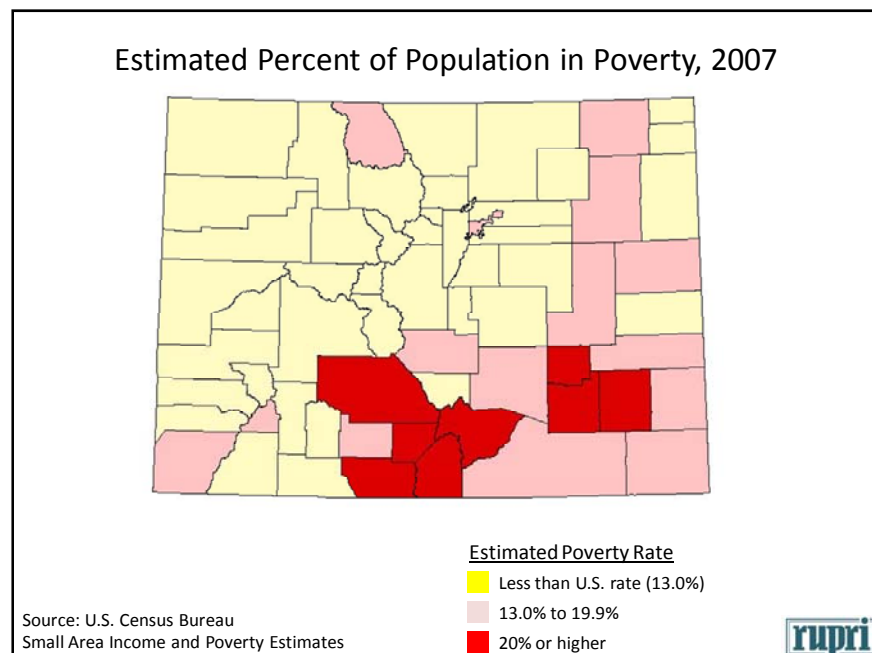 Estimated Percent of Population in Poverty, 2007
Estimated Poverty Rate
Less than U.S. rate (13.0%)
13.0% to 19.9%
20% or higher
Source: U.S. Census Bureau
Small Area Income and Poverty Estimates
rupri